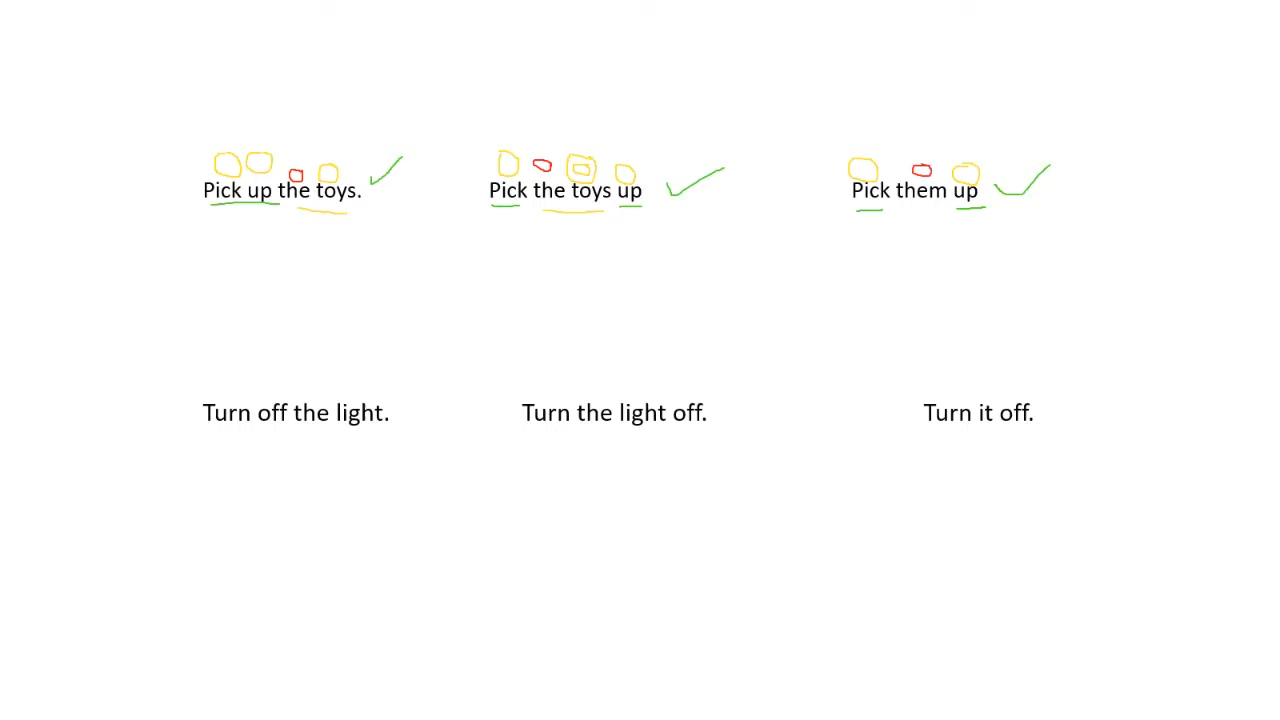 Pick up the toys.
Pick the toys up
Pick them up
Turn off the light.
Turn the light off.
Turn it off.